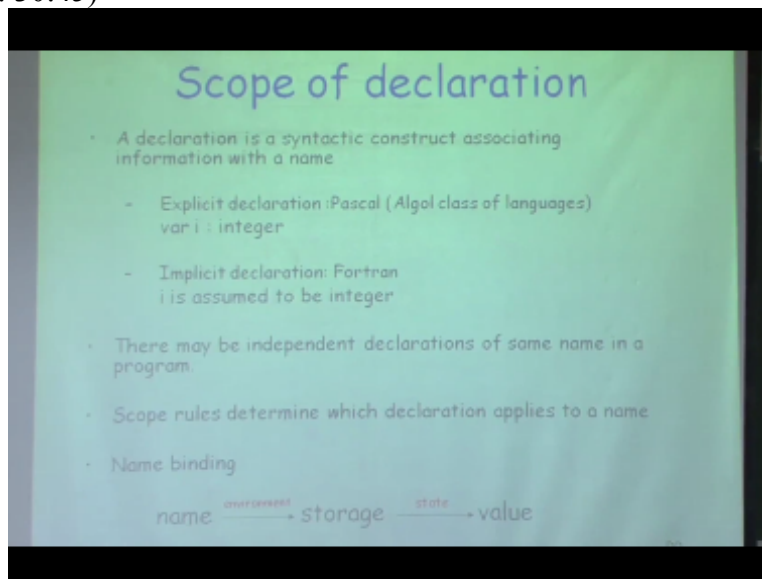 Scope of declaration
· A declaration is a syntactic construct associating
information with a name
- Explicit declaration :Pascal (Algol class of languages)
var i : integer
- Implicit declaration: Fortran
i is assumed to be integer
· There may be independent declarations of same name in a
program.
· Scope rules determine which declaration applies to a name
· Name binding
environment state
name storage value